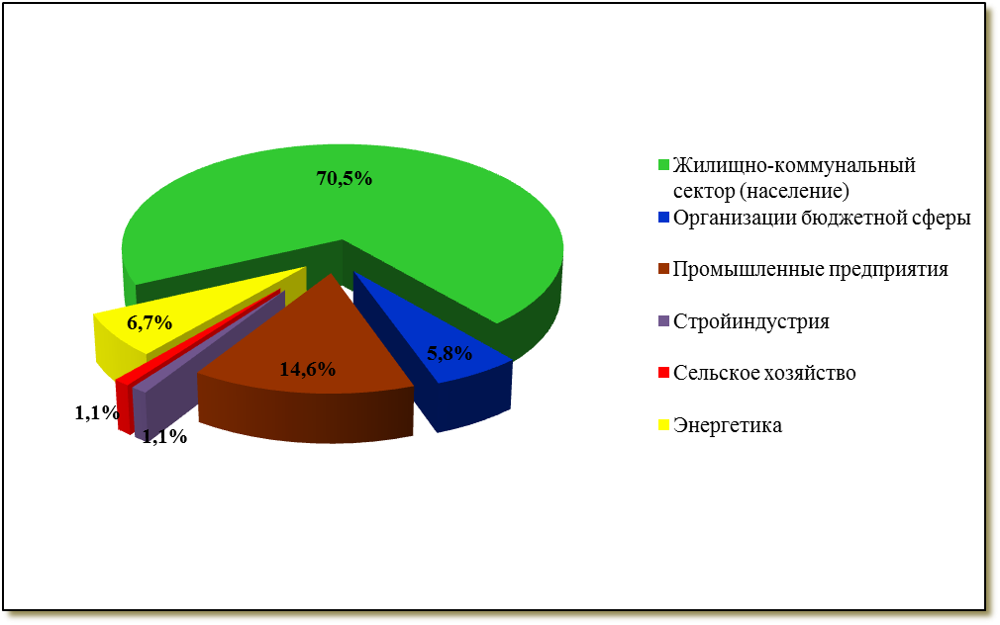 70,5%
6,7%
14,6%
5,8%
1,1%
1,1%
Жилищно-коммунальный
сектор (население)
Организации бюджетной сферы
Промышленные предприятия
Стройиндустрия
Сельское хозяйство
Энергетика